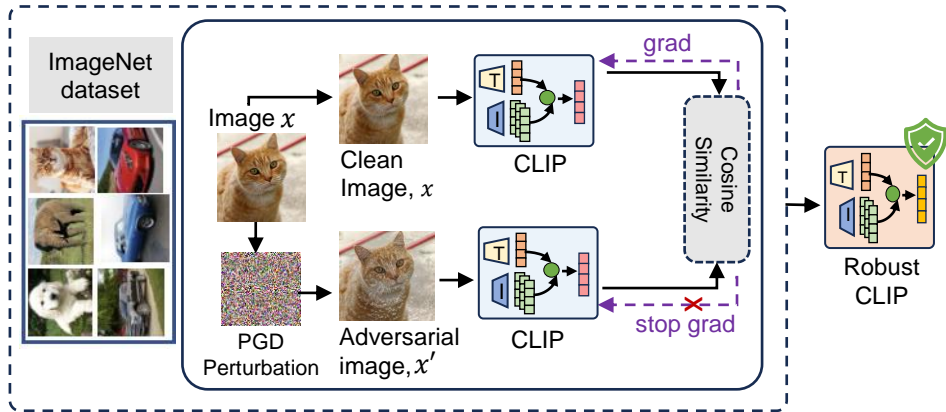 ImageNet
dataset
Image x
Clean
Image, x
T
I
CLIP
grad
Cosine
Similarity
PGD
Perturbation
Adversarial
image, x′
T
I
CLIP
stop grad
T
I
Robust
CLIP